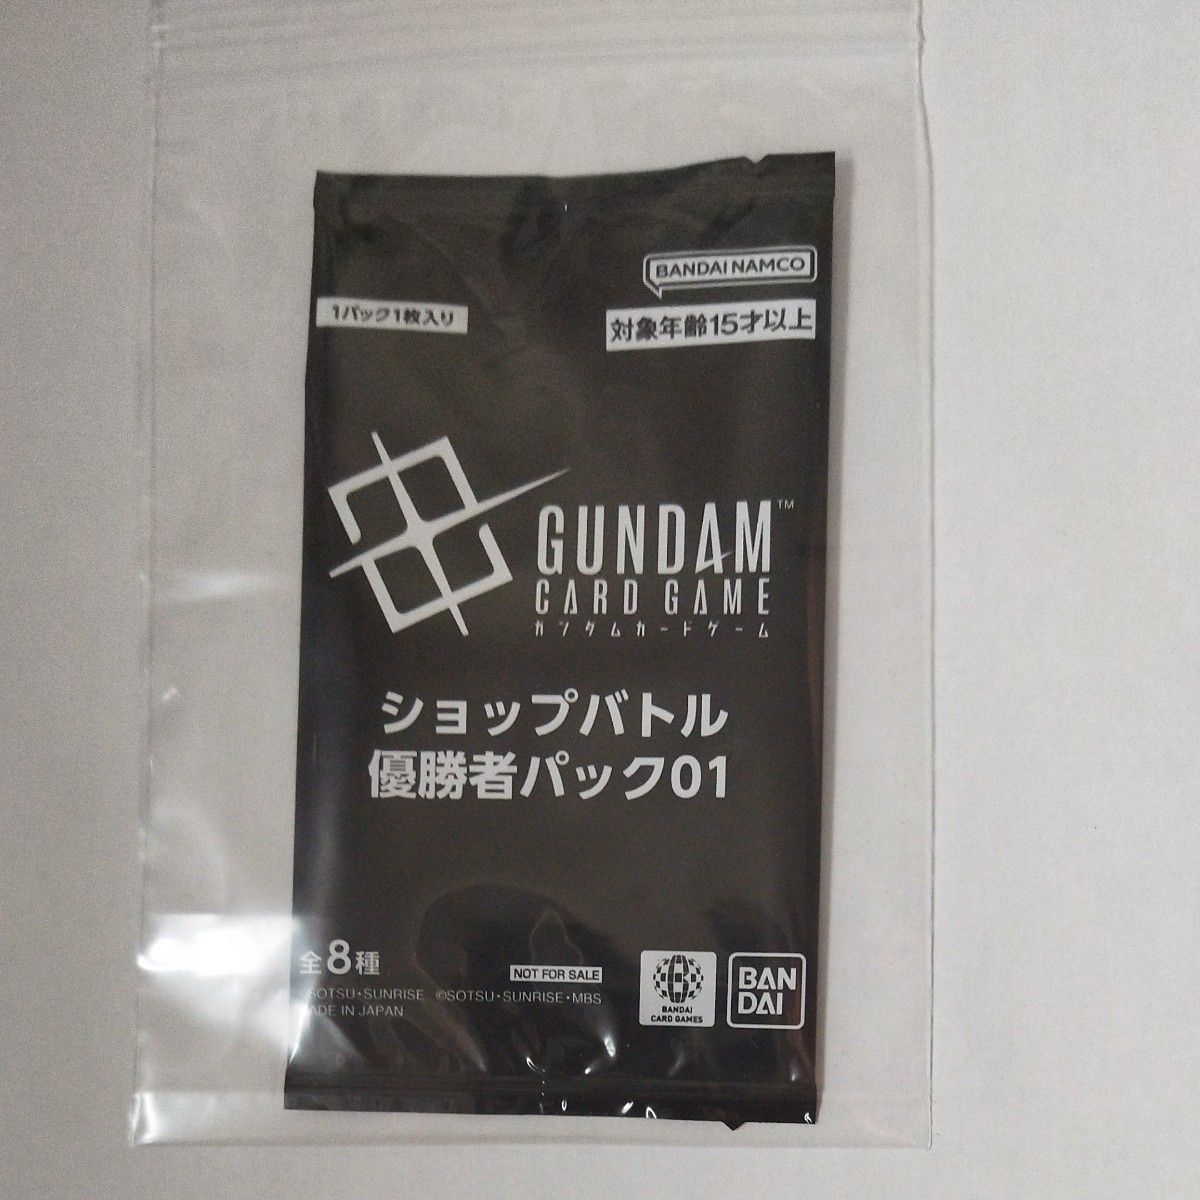 BANDAI NAMCO
1パック1枚入り
対象年齢15才以上
GUNDAM™
CARD GAME
ガンダムカードゲーム
ショップバトル
優勝者パック01
全8種
NOT FOR SALE
©SOTSU・SUNRISE ©SOTSU・SUNRISE・MBS
MADE IN JAPAN
BANDAI
CARD GAMES
BAN
DAI